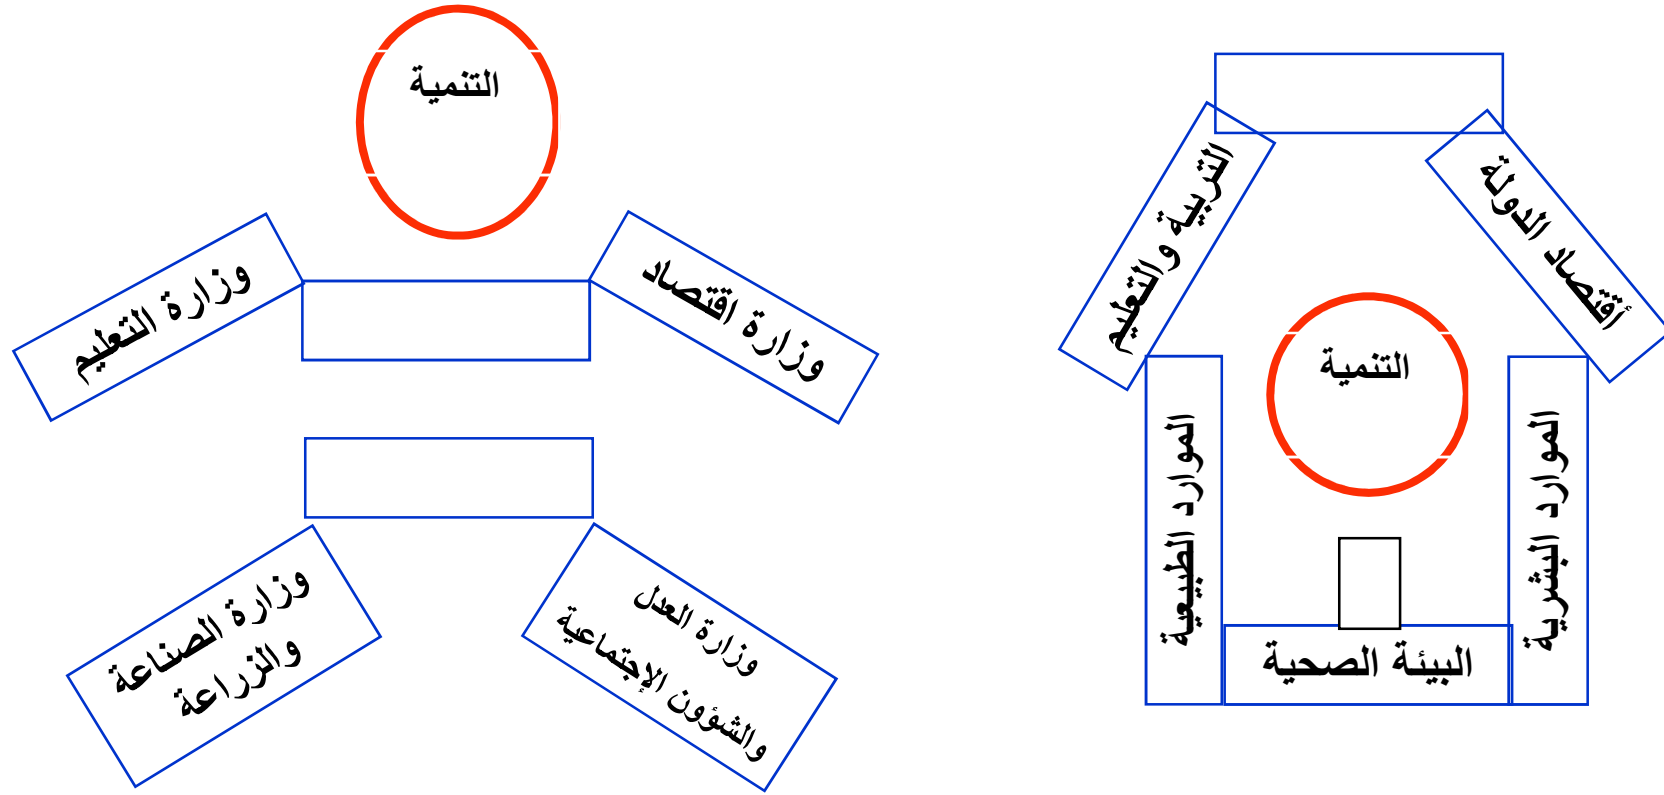 التنمية
وزارة اقتصاد
وزارة التعليم
وزارة العدل
والشؤون الإجتماعية
وزارة الصناعة
والزراعة
أقتصاد الدولة
التربية والتعليم
التنمية
الموارد البشرية
الموارد الطبيعية
البيئة الصحية